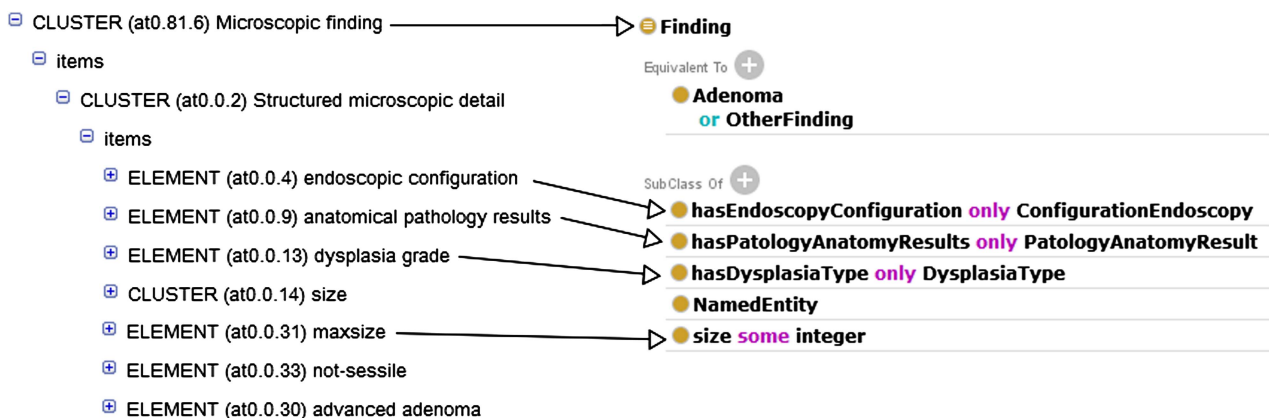 CLUSTER (at0.81.6) Microscopic finding
items
CLUSTER (at0.0.2) Structured microscopic detail
items
ELEMENT (at0.0.4) endoscopic configuration
ELEMENT (at0.0.9) anatomical pathology results
ELEMENT (at0.0.13) dysplasia grade
CLUSTER (at0.0.14) size
ELEMENT (at0.0.31) maxsize
ELEMENT (at0.0.33) not-sessile
ELEMENT (at0.0.30) advanced adenoma
Finding
Equivalent To
Adenoma
or OtherFinding
SubClass Of
hasEndoscopyConfiguration only ConfigurationEndoscopy
hasPatologyAnatomyResults only PatologyAnatomyResult
hasDysplasiaType only DysplasiaType
NamedEntity
size some integer